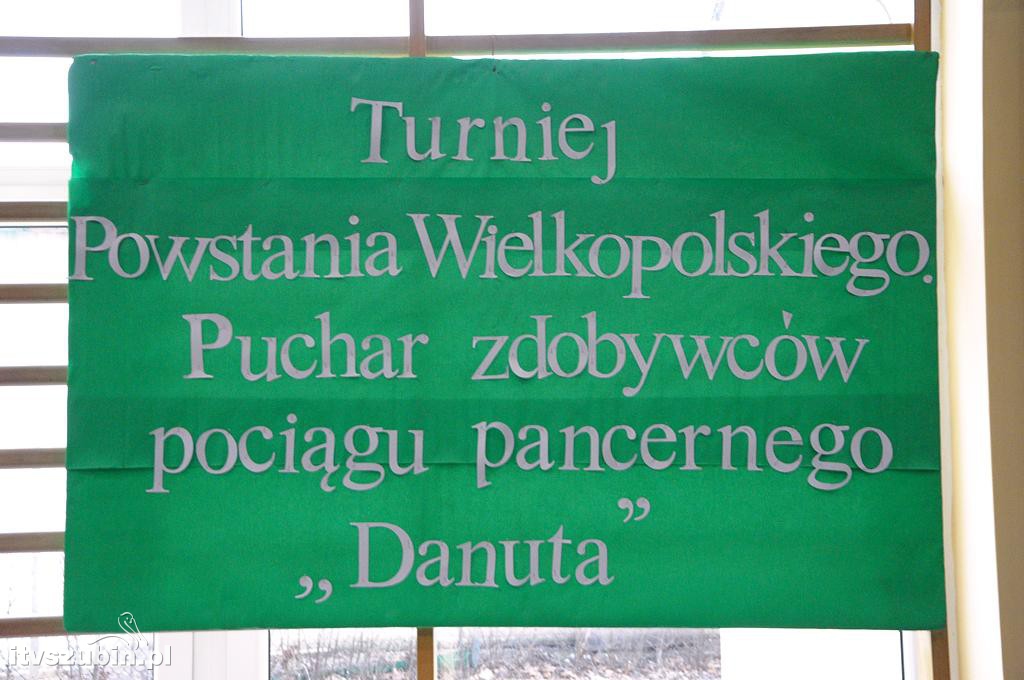 Turniej
Powstania Wielkopolskiego.
Puchar zdobywców
pociągu pancernego
„Danuta”
itvszubin.pl